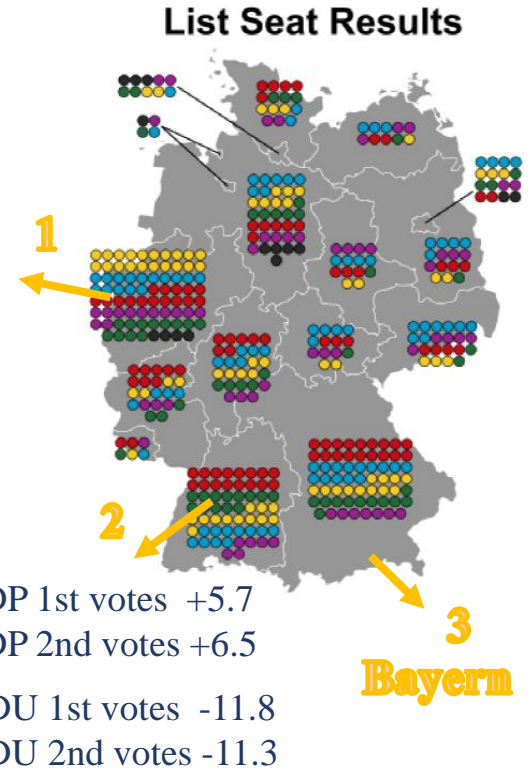 List Seat Results
1
2
DP 1st votes +5.7
DP 2nd votes +6.5
3
Bayern
DU 1st votes -11.8
DU 2nd votes -11.3